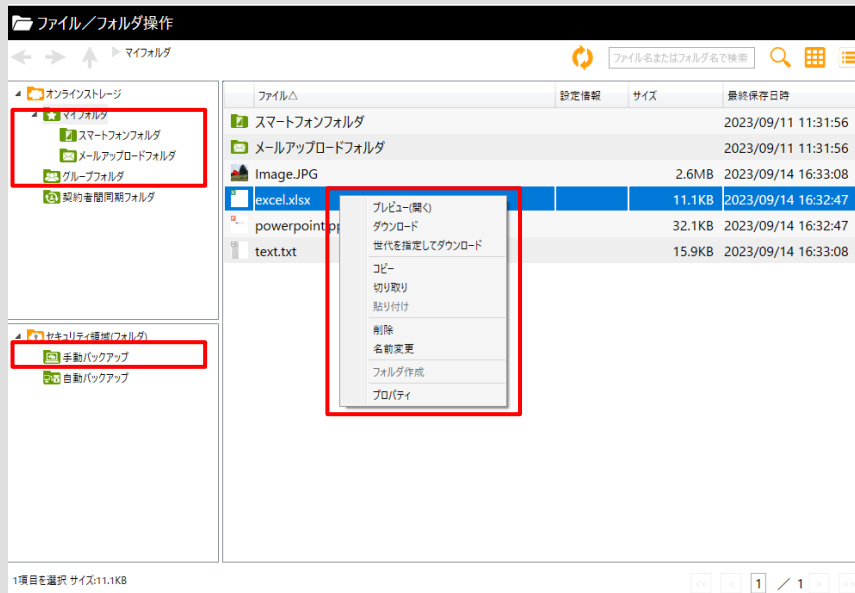 ファイル／フォルダ操作
マイフォルダ
ファイル名またはフォルダ名で検索
オンラインストレージ
マイフォルダ
スマートフォンフォルダ
メールアップロードフォルダ
グループフォルダ
契約者間同期フォルダ
セキュリティ領域(フォルダ)
手動バックアップ
自動バックアップ
ファイル△ 設定情報 サイズ 最終保存日時
スマートフォンフォルダ 2023/09/11 11:31:56
メールアップロードフォルダ 2023/09/11 11:31:56
Image.JPG 2.6MB 2023/09/14 16:33:08
excel.xlsx 11.1KB 2023/09/14 16:32:47
powerpoint.pp 32.1KB 2023/09/14 16:32:47
text.txt 15.9KB 2023/09/14 16:33:08
プレビュー(開く)
ダウンロード
世代を指定してダウンロード
コピー
切り取り
貼り付け
削除
名前変更
フォルダ作成
プロパティ
1項目を選択 サイズ:11.1KB
<< < 1 ／ 1 > >>